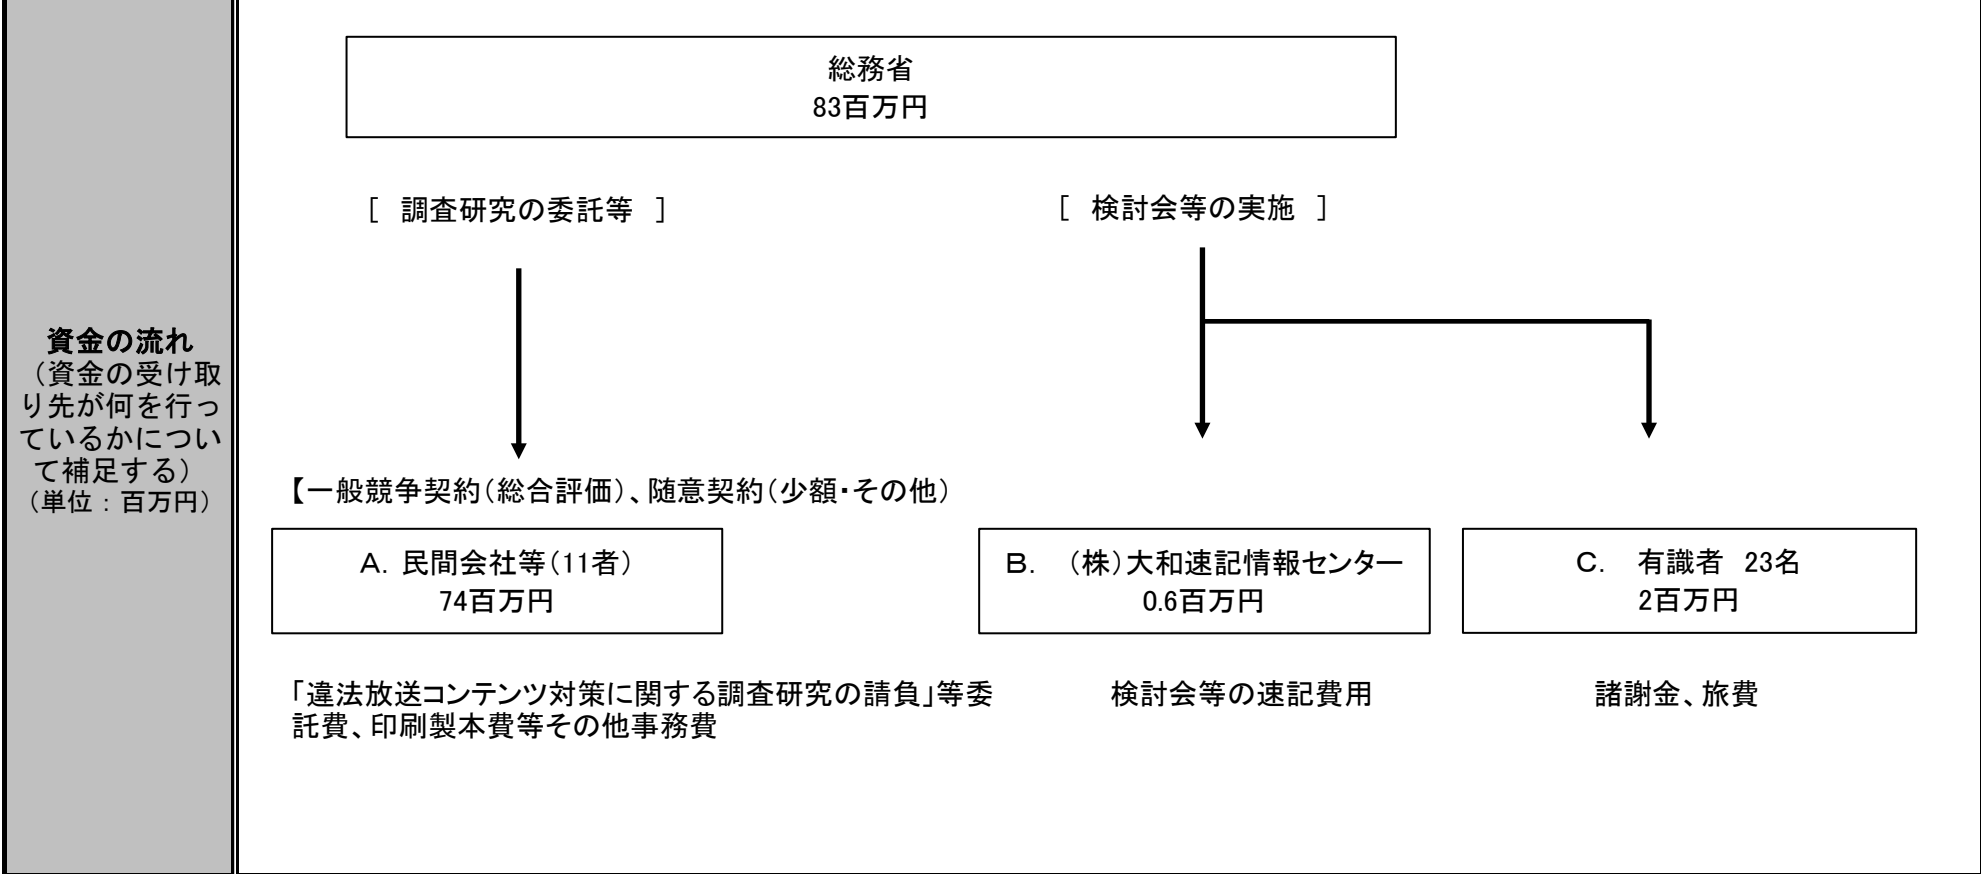 資金の流れ
（資金の受け取
り先が何を行っ
ているかについ
て補足する）
（単位：百万円）
総務省
83百万円
［　調査研究の委託等　］
［　検討会等の実施　］
【一般競争契約（総合評価）、随意契約（少額・その他）
A．民間会社等（11者）
74百万円
B．　（株）大和速記情報センター
0.6百万円
C．　有識者　23名
2百万円
「違法放送コンテンツ対策に関する調査研究の請負」等委
託費、印刷製本費等その他事務費
検討会等の速記費用
諸謝金、旅費